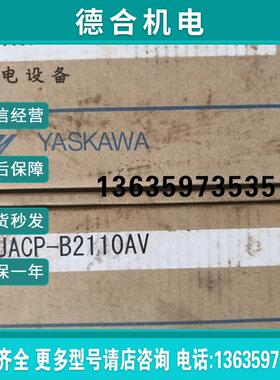 德合机电
电设备
信经营
YASKAWA
后保障
13635973535
货秒发
JACP-B2110AV
保一年
齐全 更多型号请店咨询 电话:1363597